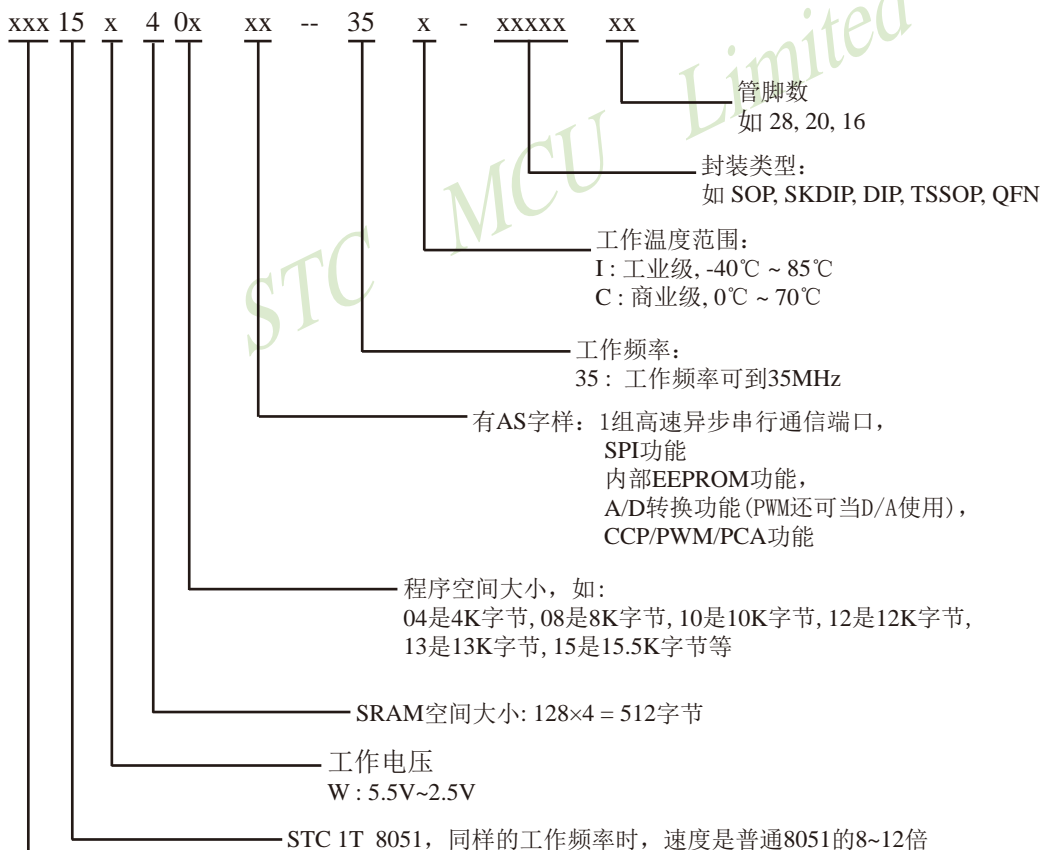 xxx 15 x 4 0x xx -- 35 x - xxxxx xx
管脚数
如 28, 20, 16
封装类型：
如 SOP, SKDIP, DIP, TSSOP, QFN
工作温度范围：
I : 工业级, -40℃ ~ 85℃
C : 商业级, 0℃ ~ 70℃
工作频率：
35 : 工作频率可到35MHz
有AS字样：1组高速异步串行通信端口，
SPI功能
内部EEPROM功能，
A/D转换功能(PWM还可当D/A使用)，
CCP/PWM/PCA功能
程序空间大小，如:
04是4K字节, 08是8K字节, 10是10K字节, 12是12K字节,
13是13K字节, 15是15.5K字节等
SRAM空间大小: 128×4 = 512字节
工作电压
W : 5.5V~2.5V
STC 1T 8051，同样的工作频率时，速度是普通8051的8~12倍
STC MCU Limited